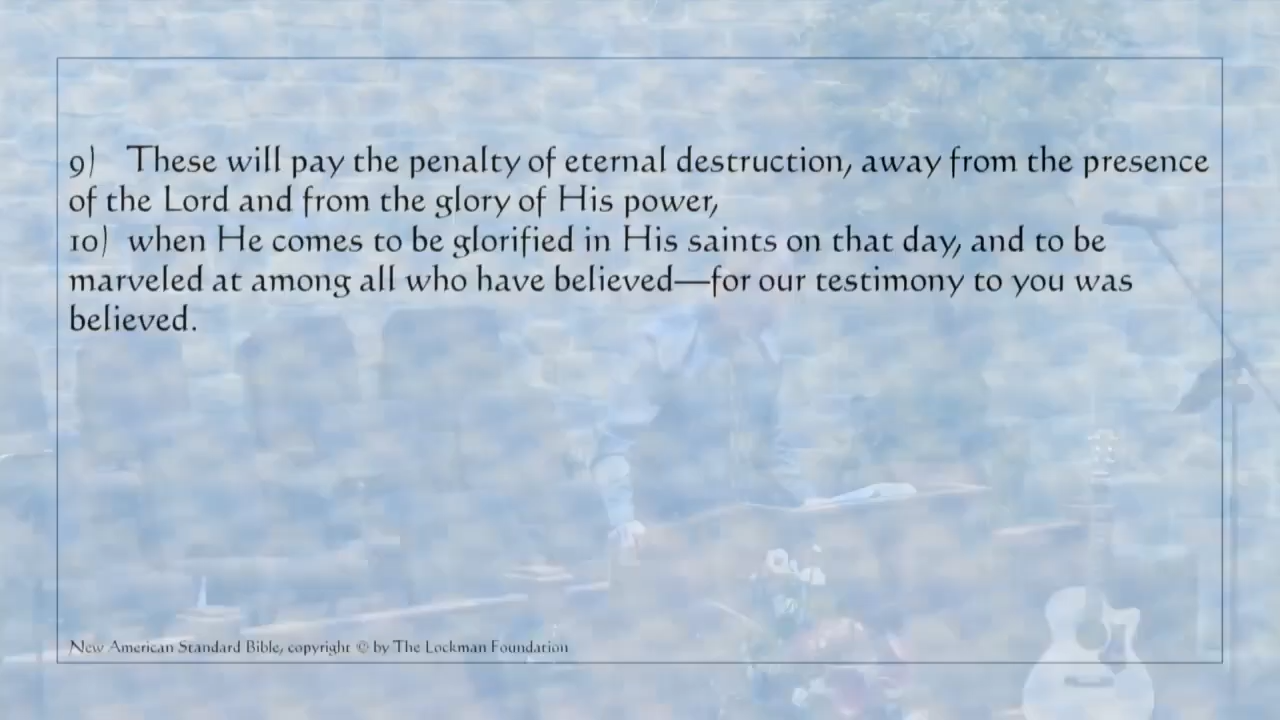 9) These will pay the penalty of eternal destruction, away from the presence
of the Lord and from the glory of His power,
10) when He comes to be glorified in His saints on that day, and to be
marveled at among all who have believed—for our testimony to you was
believed.
New American Standard Bible, copyright © by The Lockman Foundation